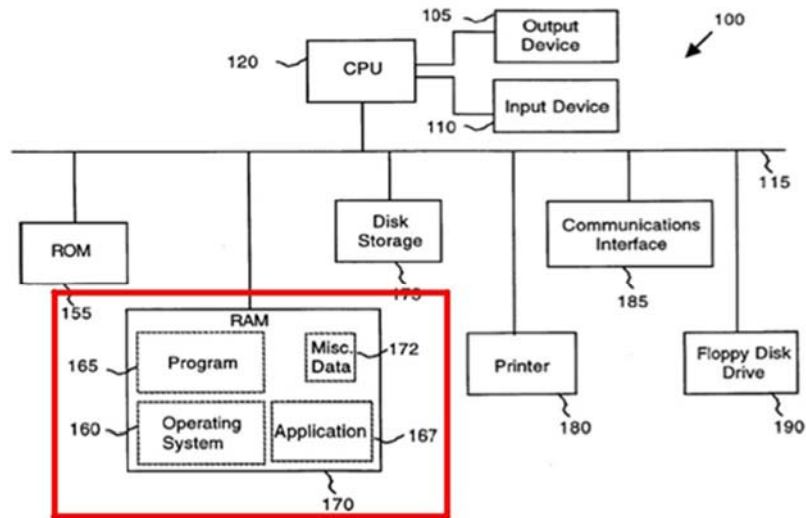 105
Output
Device
100
120
CPU
Input Device
110
115
ROM
155
Disk
Storage
Communications
Interface
185
RAM
165
Program
Misc.
Data
172
160
Operating
System
Application
167
170
Printer
180
Floppy Disk
Drive
190